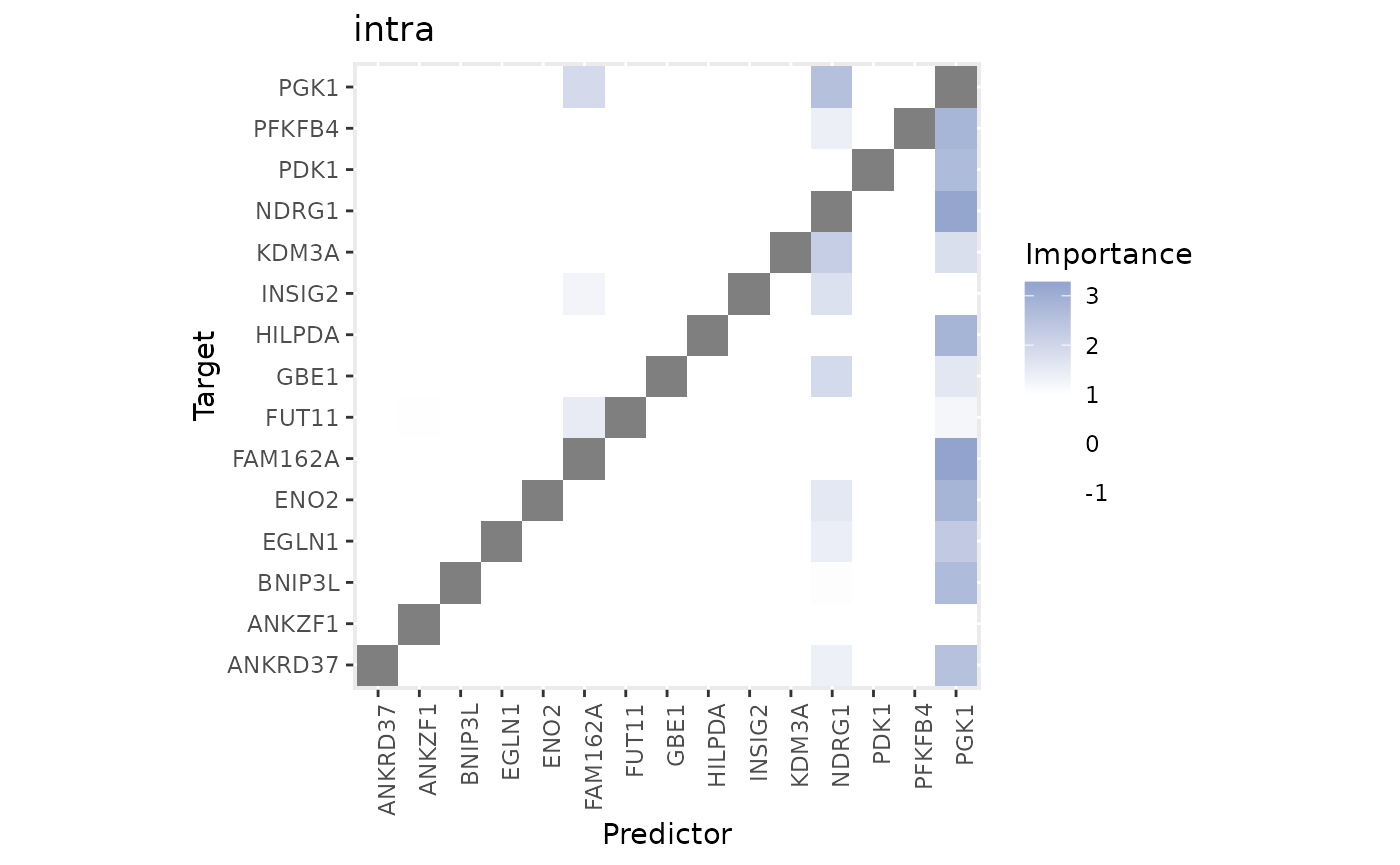 intra
PGK1
PFKFB4
PDK1
NDRG1
KDM3A
INSIG2
HILPDA
GBE1
FUT11
FAM162A
ENO2
EGLN1
BNIP3L
ANKZF1
ANKRD37
Target
ANKRD37
ANKZF1
BNIP3L
EGLN1
ENO2
FAM162A
FUT11
GBE1
HILPDA
INSIG2
KDM3A
NDRG1
PDK1
PFKFB4
PGK1
Predictor
Importance
3
2
1
0
-1